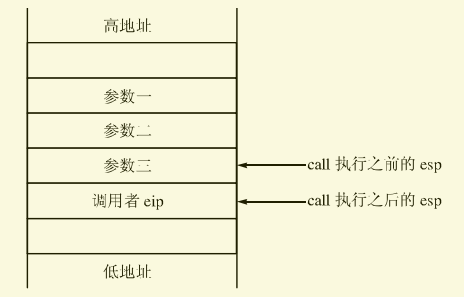 高地址
参数一
参数二
参数三
call 执行之前的 esp
调用者 eip
call 执行之后的 esp
低地址